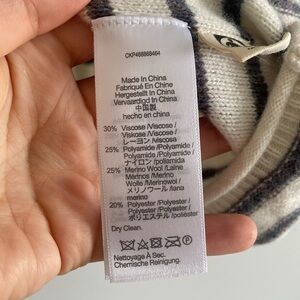 CKP468868464
Made In China
Fabriqué En Chine
Hergestellt In China
Vervaardigd In China
中国製
hecho en china
30% Viscose /Viscose/
Viskose /Viscose /
レーヨン /viscosa
25% Polyamide /Polyamide/
Polyamid /Polyamide /
ナイロン /poliamida
25% Merino Wool /Laine
Mérinos /Merino
Wolle/Merinowol /
メリノウール /lana
merino
20% Polyester /Polyester/
Polyester /Polyester /
ポリエステル /poliéster
Dry Clean.
Nettoyage À Sec.
Chemische Reinigung.